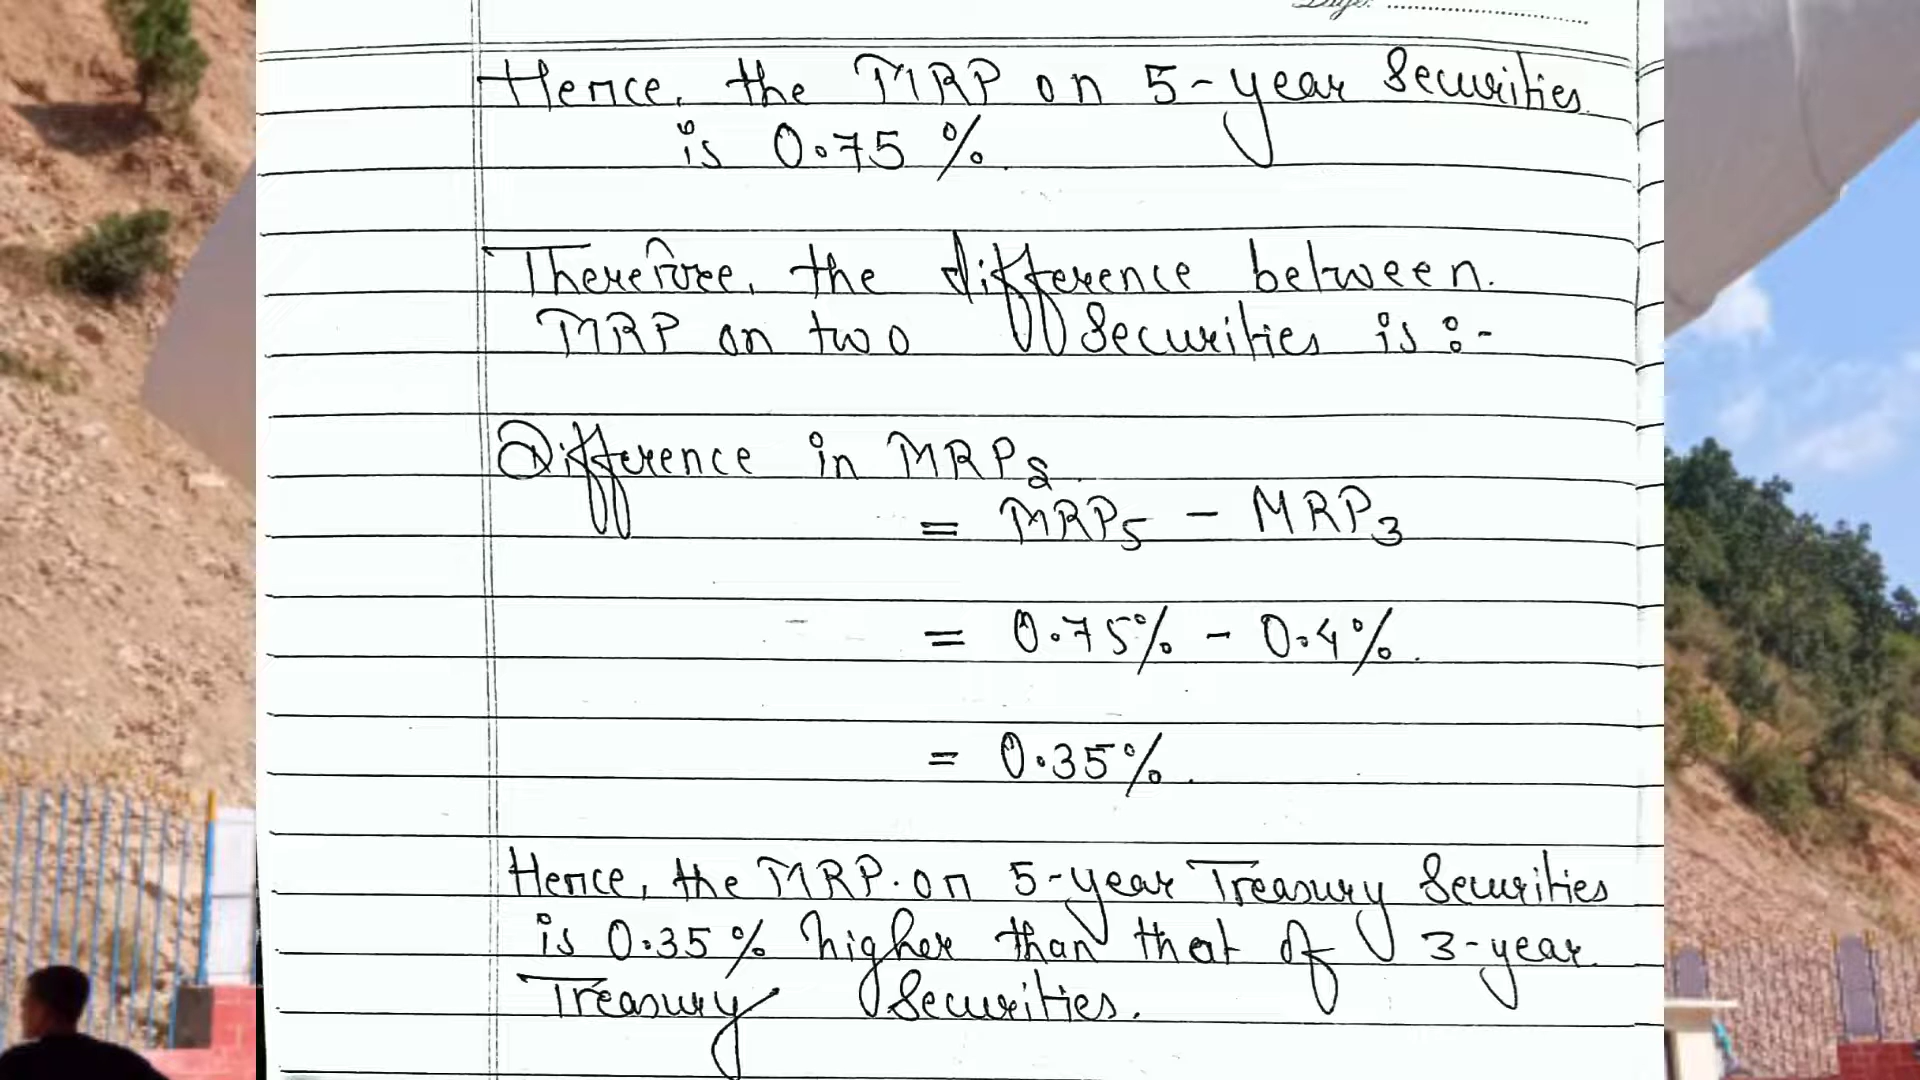 Date: ..............................
Hence, the MRP on 5-year Securities
is 0.75 %.
Therefore, the difference between.
MRP on two Securities is :-
Difference in MRPs
= MRP5 - MRP3
= 0.75% - 0.4%.
= 0.35%.
Hence, the MRP. on 5-year Treasury Securities
is 0.35% higher than that of 3-year.
Treasury Securities.